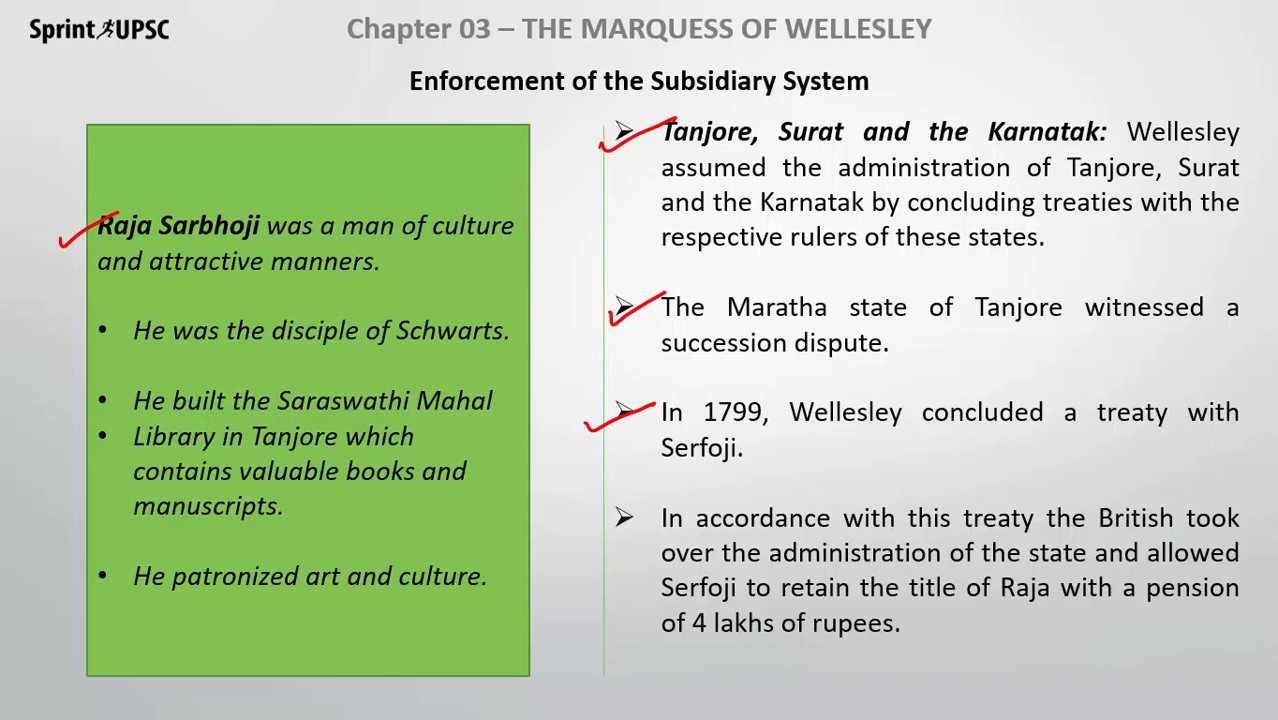 Sprint UPSC
Chapter 03 – THE MARQUESS OF WELLESLEY
Enforcement of the Subsidiary System
Raja Sarbhoji was a man of culture
and attractive manners.
• He was the disciple of Schwarts.
• He built the Saraswathi Mahal
• Library in Tanjore which
contains valuable books and
manuscripts.
• He patronized art and culture.
➢ Tanjore, Surat and the Karnatak: Wellesley
assumed the administration of Tanjore, Surat
and the Karnatak by concluding treaties with the
respective rulers of these states.
➢ The Maratha state of Tanjore witnessed a
succession dispute.
➢ In 1799, Wellesley concluded a treaty with
Serfoji.
➢ In accordance with this treaty the British took
over the administration of the state and allowed
Serfoji to retain the title of Raja with a pension
of 4 lakhs of rupees.